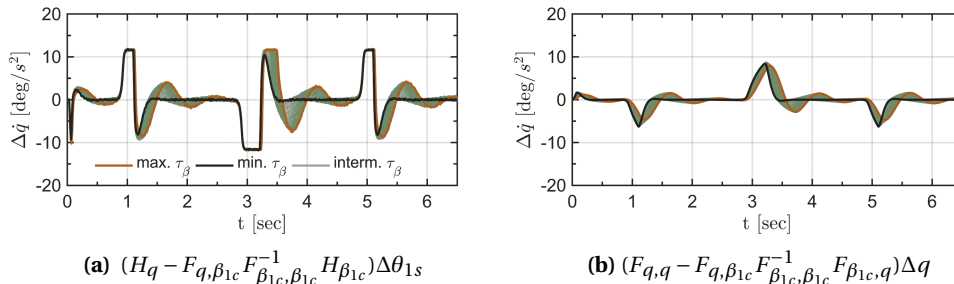 20
10
0
-10
-20
Δq̇ [deg/s²]
max. τ_β min. τ_β interm. τ_β
0 1 2 3 4 5 6
t [sec]
(a) (H_q − F_{q,β_{1c}} F^{-1}_{β_{1c},β_{1c}} H_{β_{1c}})Δθ_{1s}
20
10
0
-10
-20
Δq̇ [deg/s²]
0 1 2 3 4 5 6
t [sec]
(b) (F_{q,q} − F_{q,β_{1c}} F^{-1}_{β_{1c},β_{1c}} F_{β_{1c},q})Δq